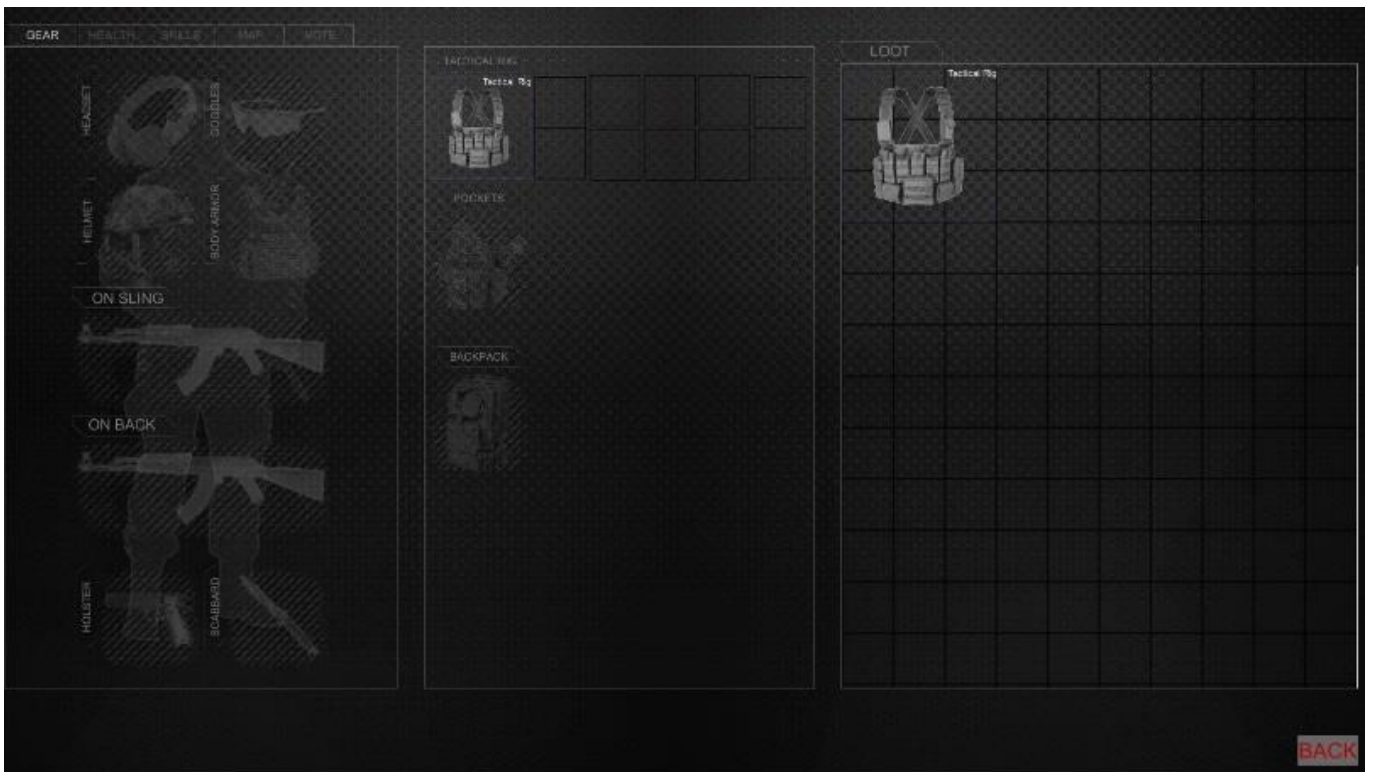 GEAR
HEALTH
SKILLS
MAP
NOTE
HEADSET
GOGGLES
HELMET
BODY ARMOR
ON SLING
ON BACK
HOLSTER
SCABBARD
TACTICAL RIG
Tactical Rig
POCKETS
BACKPACK
LOOT
Tactical Rig
BACK